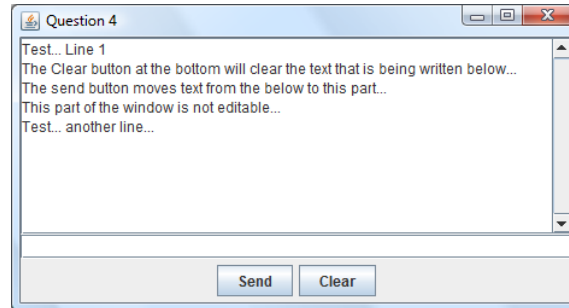 Question 4
Test... Line 1
The Clear button at the bottom will clear the text that is being written below...
The send button moves text from the below to this part...
This part of the window is not editable...
Test... another line...
Send Clear